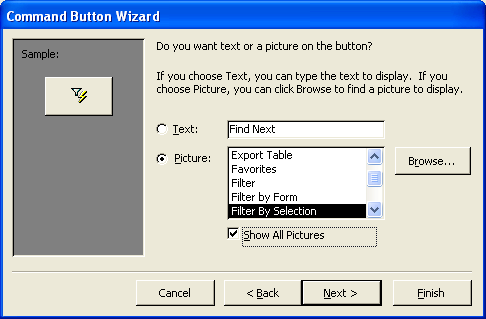 Command Button Wizard
Sample:
Do you want text or a picture on the button?
If you choose Text, you can type the text to display. If you
choose Picture, you can click Browse to find a picture to display.
Text:
Find Next
Picture:
Export Table
Favorites
Filter
Filter by Form
Filter By Selection
Browse...
Show All Pictures
Cancel
< Back
Next >
Finish